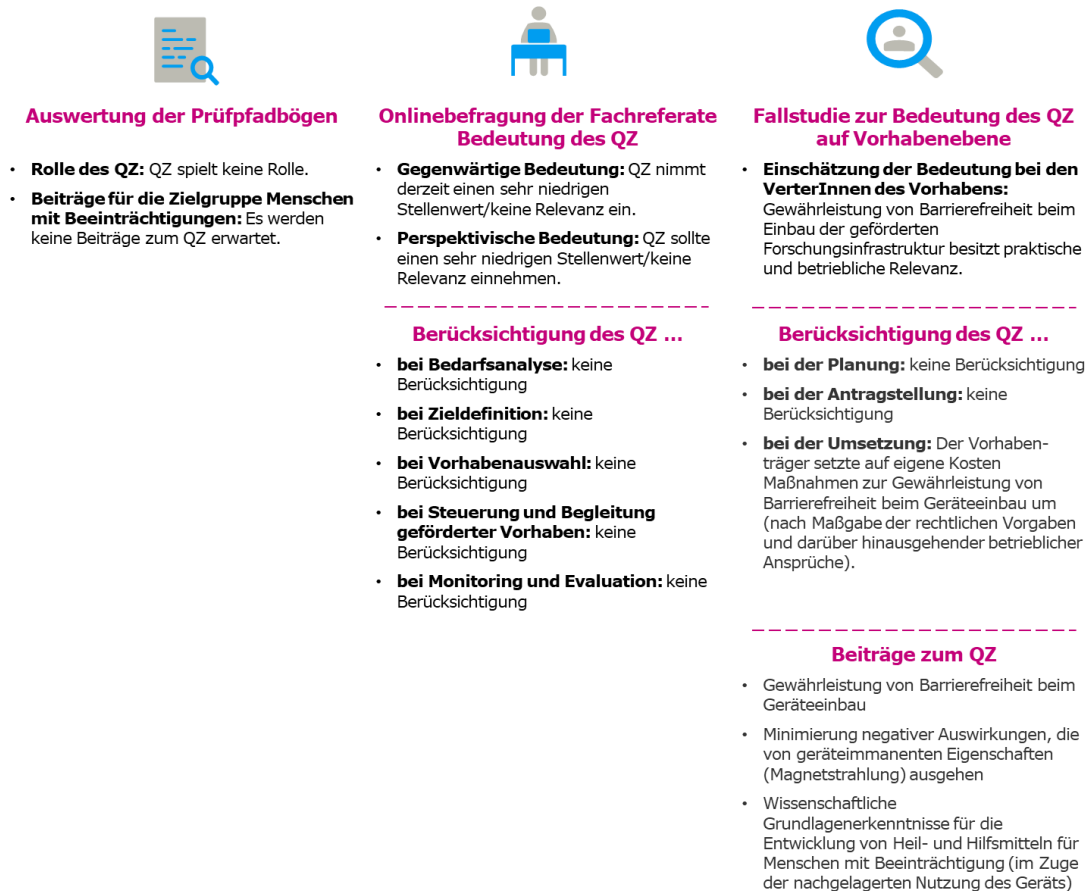 Auswertung der Prüfpfadbögen
• Rolle des QZ: QZ spielt keine Rolle.
• Beiträge für die Zielgruppe Menschen
mit Beeinträchtigungen: Es werden
keine Beiträge zum QZ erwartet.
Onlinebefragung der Fachreferate
Bedeutung des QZ
• Gegenwärtige Bedeutung: QZ nimmt
derzeit einen sehr niedrigen
Stellenwert/keine Relevanz ein.
• Perspektivische Bedeutung: QZ sollte
einen sehr niedrigen Stellenwert/keine
Relevanz einnehmen.
Berücksichtigung des QZ ...
• bei Bedarfsanalyse: keine
Berücksichtigung
• bei Zieldefinition: keine
Berücksichtigung
• bei Vorhabenauswahl: keine
Berücksichtigung
• bei Steuerung und Begleitung
geförderter Vorhaben: keine
Berücksichtigung
• bei Monitoring und Evaluation: keine
Berücksichtigung
Fallstudie zur Bedeutung des QZ
auf Vorhabenebene
• Einschätzung der Bedeutung bei den
VerterInnen des Vorhabens:
Gewährleistung von Barrierefreiheit beim
Einbau der geförderten
Forschungsinfrastruktur besitzt praktische
und betriebliche Relevanz.
Berücksichtigung des QZ ...
• bei der Planung: keine Berücksichtigung
• bei der Antragstellung: keine
Berücksichtigung
• bei der Umsetzung: Der Vorhaben-
träger setzte auf eigene Kosten
Maßnahmen zur Gewährleistung von
Barrierefreiheit beim Geräteeinbau um
(nach Maßgabe der rechtlichen Vorgaben
und darüber hinausgehender betrieblicher
Ansprüche).
Beiträge zum QZ
• Gewährleistung von Barrierefreiheit beim
Geräteeinbau
• Minimierung negativer Auswirkungen, die
von geräteimmanenten Eigenschaften
(Magnetstrahlung) ausgehen
• Wissenschaftliche
Grundlagenerkenntnisse für die
Entwicklung von Heil- und Hilfsmitteln für
Menschen mit Beeinträchtigung (im Zuge
der nachgelagerten Nutzung des Geräts)